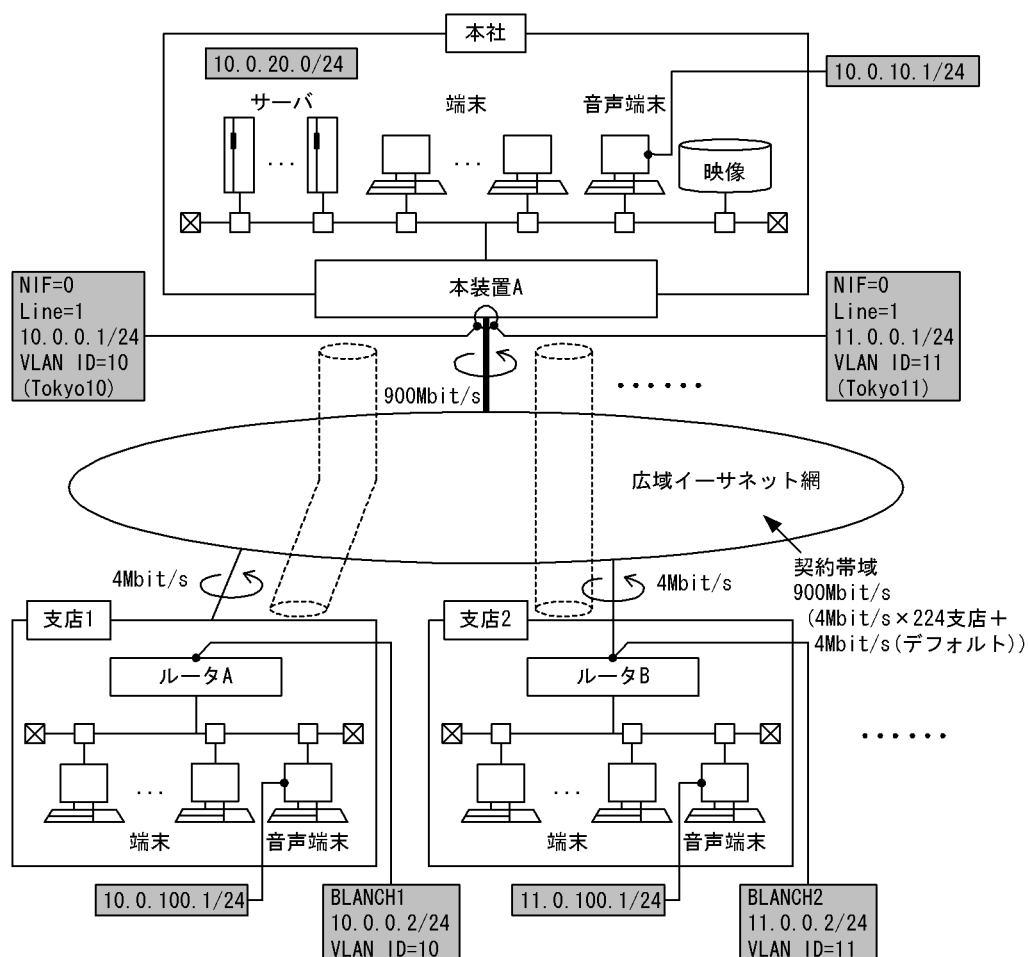 本社
10.0.20.0/24
10.0.10.1/24
サーバ
端末
音声端末
...
...
映像
NIF=0
Line=1
10.0.0.1/24
VLAN ID=10
(Tokyo10)
本装置A
NIF=0
Line=1
11.0.0.1/24
VLAN ID=11
(Tokyo11)
900Mbit/s
......
広域イーサネット網
契約帯域
900Mbit/s
(4Mbit/s×224支店+
4Mbit/s(デフォルト))
4Mbit/s
4Mbit/s
支店1
ルータA
...
端末
音声端末
10.0.100.1/24
BLANCH1
10.0.0.2/24
VLAN ID=10
支店2
ルータB
...
端末
音声端末
11.0.100.1/24
BLANCH2
11.0.0.2/24
VLAN ID=11
......